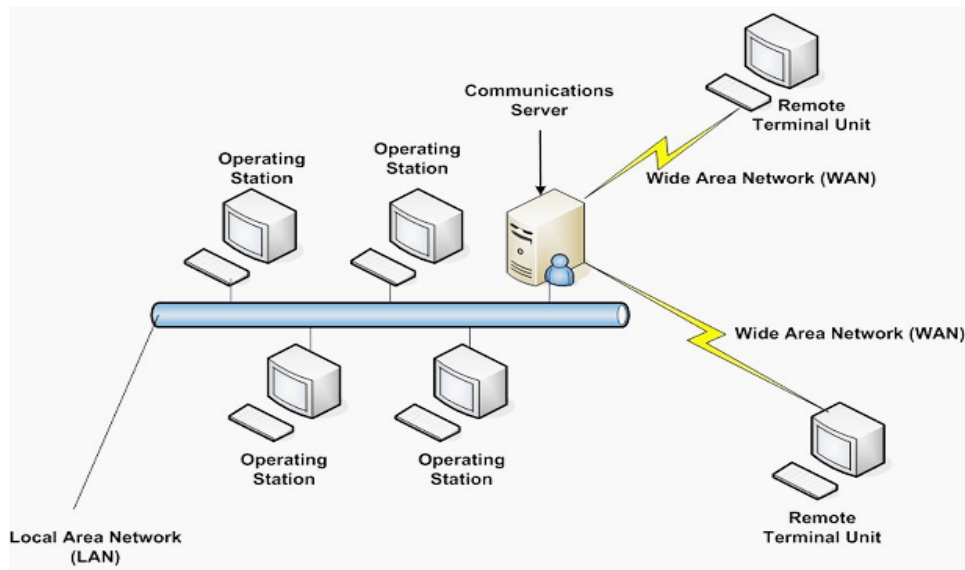 Communications
Server
Remote
Terminal Unit
Operating
Station
Operating
Station
Wide Area Network (WAN)
Wide Area Network (WAN)
Operating
Station
Operating
Station
Remote
Terminal Unit
Local Area Network
(LAN)